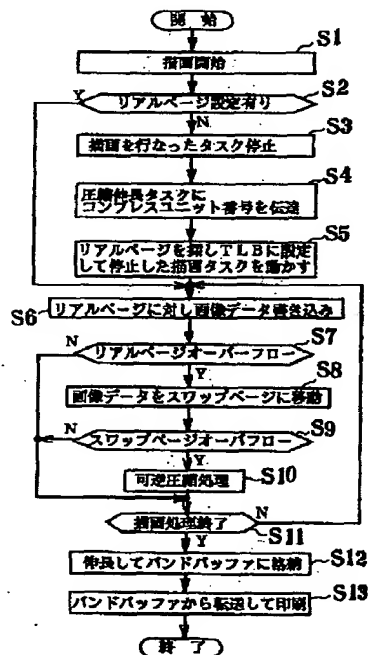 開始
S1
描画開始
S2
Y
リアルページ設定有り
N
S3
描画を行なったタスク停止
S4
圧縮伸長タスクに
コンプレスユニット番号を伝達
S5
リアルページを探しTLBに設定
して停止した描画タスクを動かす
S6
リアルページに対し画像データ書き込み
S7
N
リアルページオーバーフロー
Y
S8
画像データをスワップページに移動
S9
N
スワップページオーバフロー
Y
S10
可逆圧縮処理
N
描画処理終了
S11
Y
S12
伸長してバンドバッファに格納
S13
バンドバッファから転送して印刷
終了